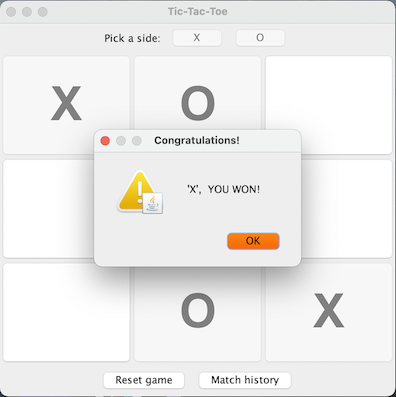 Tic-Tac-Toe
Pick a side: X O
X O
Congratulations!
'X', YOU WON!
OK
O X
Reset game Match history